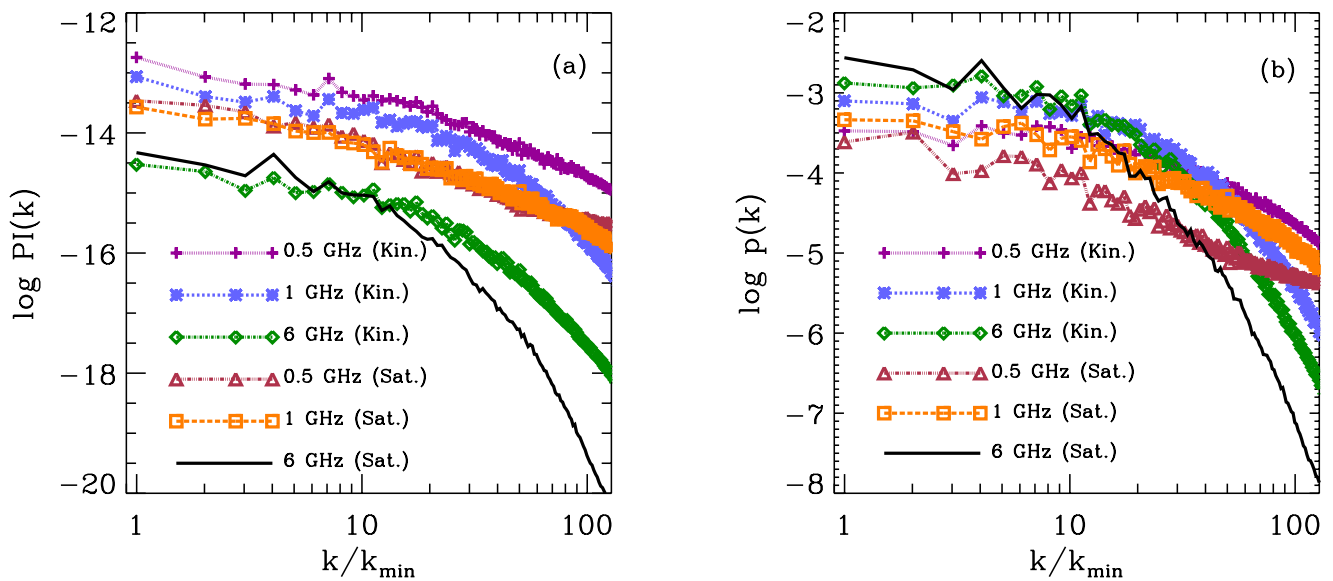 (a)
log PI(k)
−12
−14
−16
−18
−20
0.5 GHz (Kin.)
1 GHz (Kin.)
6 GHz (Kin.)
0.5 GHz (Sat.)
1 GHz (Sat.)
6 GHz (Sat.)
1 10 100
k/kmin
(b)
log p(k)
−2
−3
−4
−5
−6
−7
−8
0.5 GHz (Kin.)
1 GHz (Kin.)
6 GHz (Kin.)
0.5 GHz (Sat.)
1 GHz (Sat.)
6 GHz (Sat.)
1 10 100
k/kmin